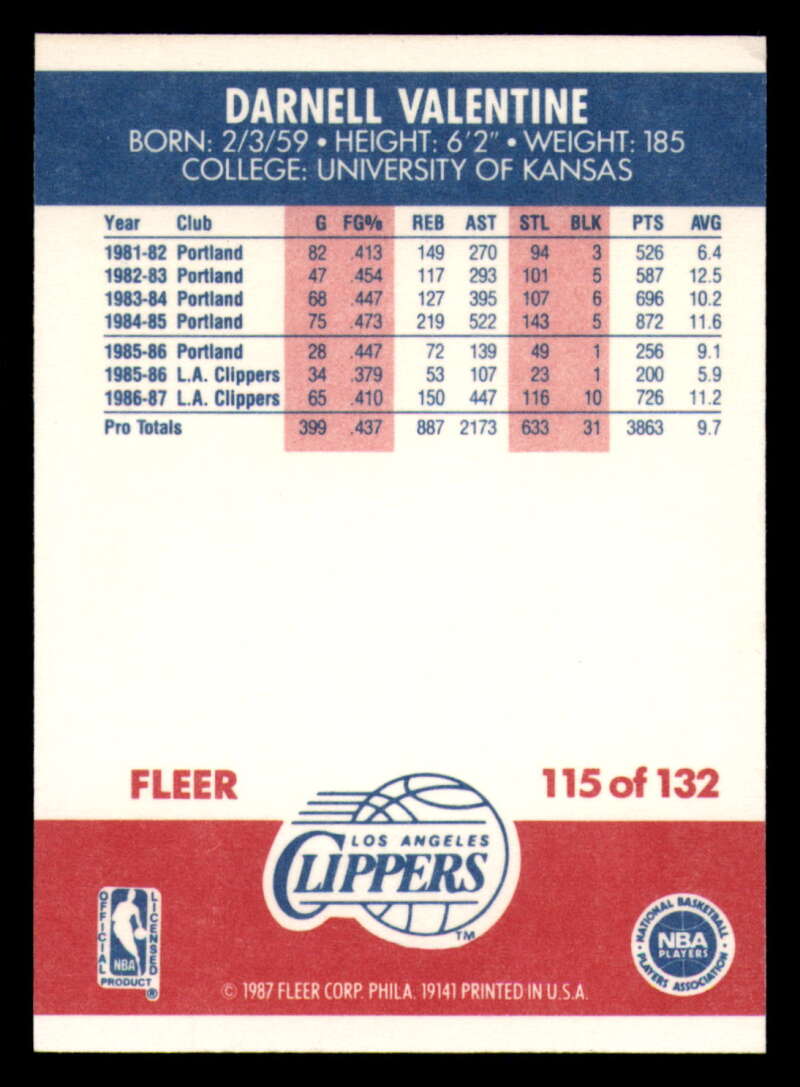 DARNELL VALENTINE
BORN: 2/3/59 • HEIGHT: 6'2" • WEIGHT: 185
COLLEGE: UNIVERSITY OF KANSAS
Year Club G FG% REB AST STL BLK PTS AVG
1981-82 Portland 82 .413 149 270 94 3 526 6.4
1982-83 Portland 47 .454 117 293 101 5 587 12.5
1983-84 Portland 68 .447 127 395 107 6 696 10.2
1984-85 Portland 75 .473 219 522 143 5 872 11.6
1985-86 Portland 28 .447 72 139 49 1 256 9.1
1985-86 L.A. Clippers 34 .379 53 107 23 1 200 5.9
1986-87 L.A. Clippers 65 .410 150 447 116 10 726 11.2
Pro Totals 399 .437 887 2173 633 31 3863 9.7
FLEER
115 of 132
LOS ANGELES
CLIPPERS
TM
OFFICIAL
LICENSED
NBA
PRODUCT
®
• NATIONAL BASKETBALL •
NBA
PLAYERS
PLAYERS ASSOCIATION
© 1987 FLEER CORP. PHILA. 19141 PRINTED IN U.S.A.